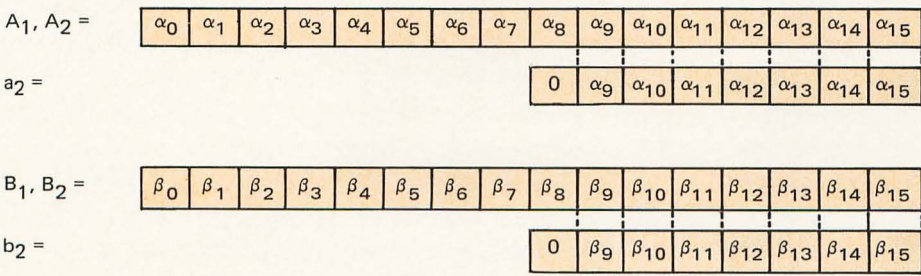 A₁, A₂ = α₀ α₁ α₂ α₃ α₄ α₅ α₆ α₇ α₈ α₉ α₁₀ α₁₁ α₁₂ α₁₃ α₁₄ α₁₅
a₂ = 0 α₉ α₁₀ α₁₁ α₁₂ α₁₃ α₁₄ α₁₅
B₁, B₂ = β₀ β₁ β₂ β₃ β₄ β₅ β₆ β₇ β₈ β₉ β₁₀ β₁₁ β₁₂ β₁₃ β₁₄ β₁₅
b₂ = 0 β₉ β₁₀ β₁₁ β₁₂ β₁₃ β₁₄ β₁₅